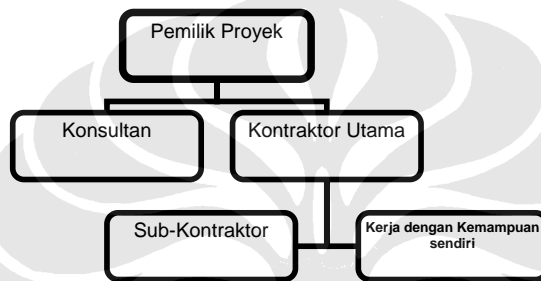 Pemilik Proyek
Konsultan
Kontraktor Utama
Sub-Kontraktor
Kerja dengan Kemampuan
sendiri